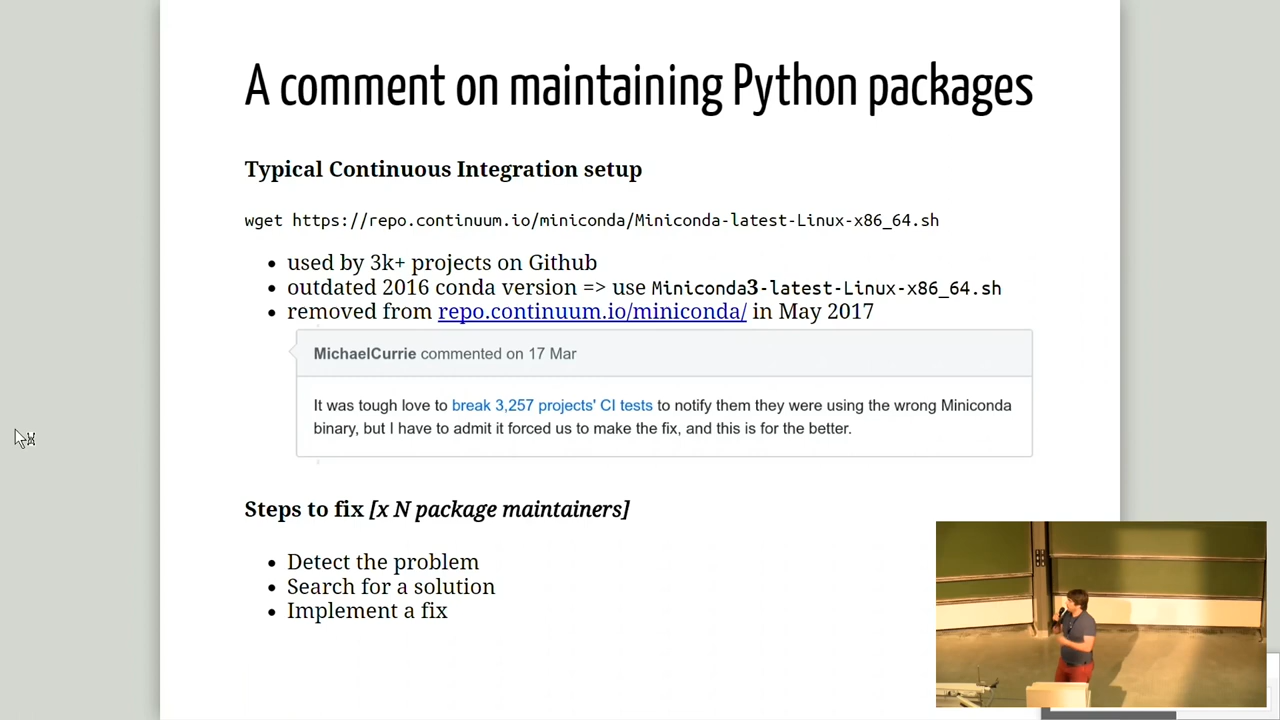 A comment on maintaining Python packages
Typical Continuous Integration setup
wget https://repo.continuum.io/miniconda/Miniconda-latest-Linux-x86_64.sh
• used by 3k+ projects on Github
• outdated 2016 conda version => use Miniconda3-latest-Linux-x86_64.sh
• removed from repo.continuum.io/miniconda/ in May 2017
MichaelCurrie commented on 17 Mar
It was tough love to break 3,257 projects' CI tests to notify them they were using the wrong Miniconda
binary, but I have to admit it forced us to make the fix, and this is for the better.
Steps to fix [x N package maintainers]
• Detect the problem
• Search for a solution
• Implement a fix